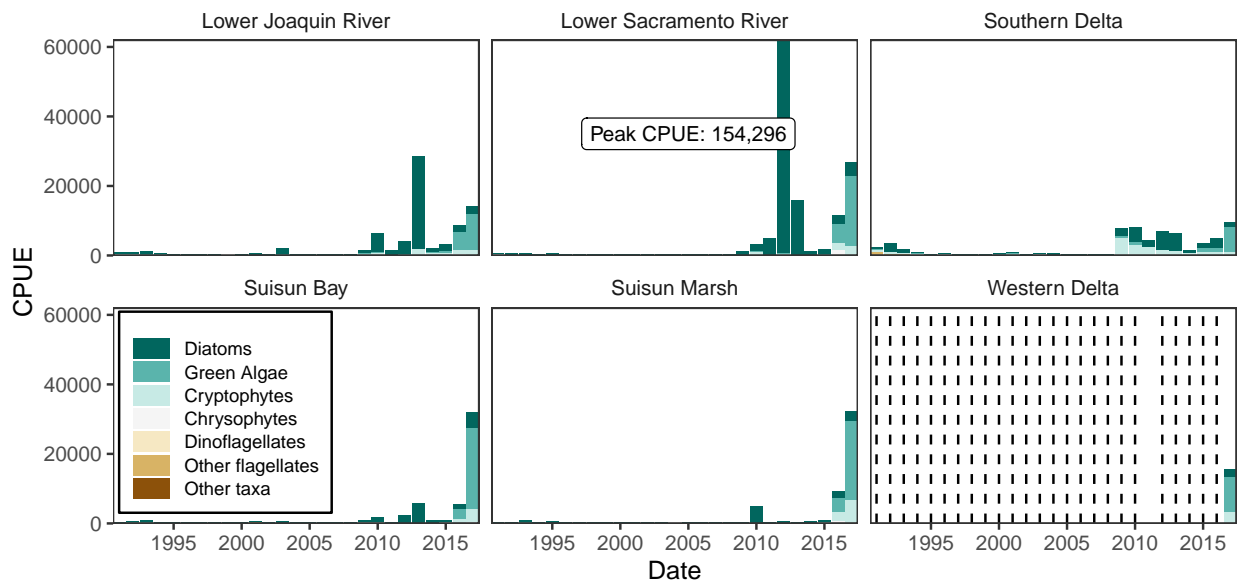 Lower Joaquin River Lower Sacramento River Southern Delta
60000
40000
20000
0
Peak CPUE: 154,296
CPUE
Suisun Bay Suisun Marsh Western Delta
60000
40000
20000
0
Diatoms
Green Algae
Cryptophytes
Chrysophytes
Dinoflagellates
Other flagellates
Other taxa
1995 2000 2005 2010 2015 1995 2000 2005 2010 2015 1995 2000 2005 2010 2015
Date